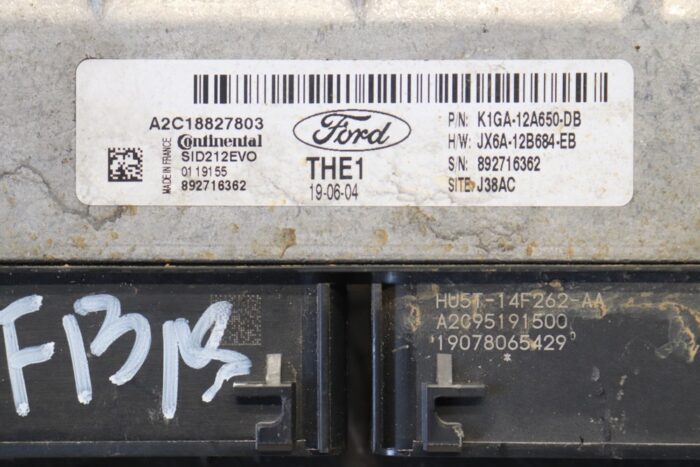 A2C18827803
Continental
SID212EVO
0119155
892716362
MADE IN FRANCE
Ford
THE1
19-06-04
P/N: K1GA-12A650-DB
H/W: JX6A-12B684-EB
S/N: 892716362
SITE: J38AC
HU5T-14F262-AA
A2C95191500
19078065429
*